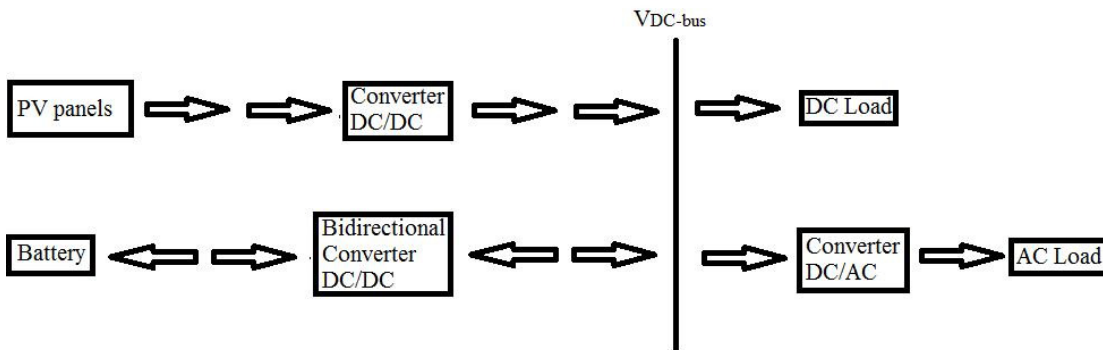 VDC-bus
PV panels
Converter
DC/DC
DC Load
Battery
Bidirectional
Converter
DC/DC
Converter
DC/AC
AC Load